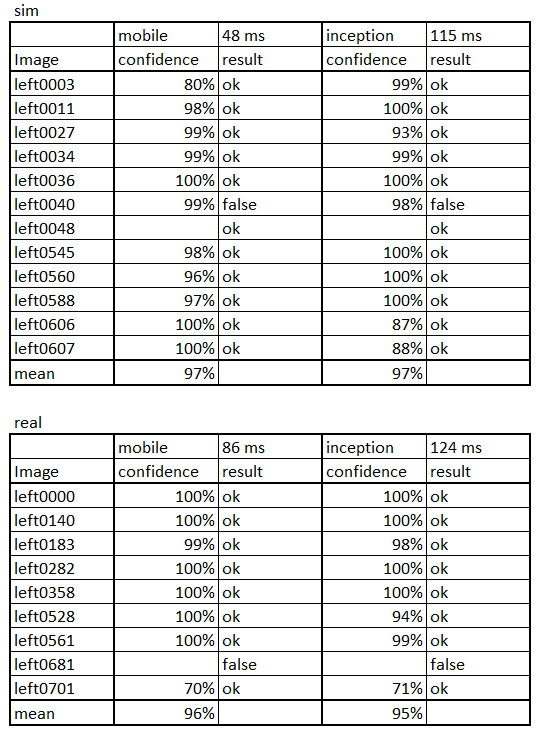 sim
mobile 48 ms inception 115 ms
Image confidence result confidence result
left0003 80% ok 99% ok
left0011 98% ok 100% ok
left0027 99% ok 93% ok
left0034 99% ok 99% ok
left0036 100% ok 100% ok
left0040 99% false 98% false
left0048 ok ok
left0545 98% ok 100% ok
left0560 96% ok 100% ok
left0588 97% ok 100% ok
left0606 100% ok 87% ok
left0607 100% ok 88% ok
mean 97% 97%
real
mobile 86 ms inception 124 ms
Image confidence result confidence result
left0000 100% ok 100% ok
left0140 100% ok 100% ok
left0183 99% ok 98% ok
left0282 100% ok 100% ok
left0358 100% ok 100% ok
left0528 100% ok 94% ok
left0561 100% ok 99% ok
left0681 false false
left0701 70% ok 71% ok
mean 96% 95%